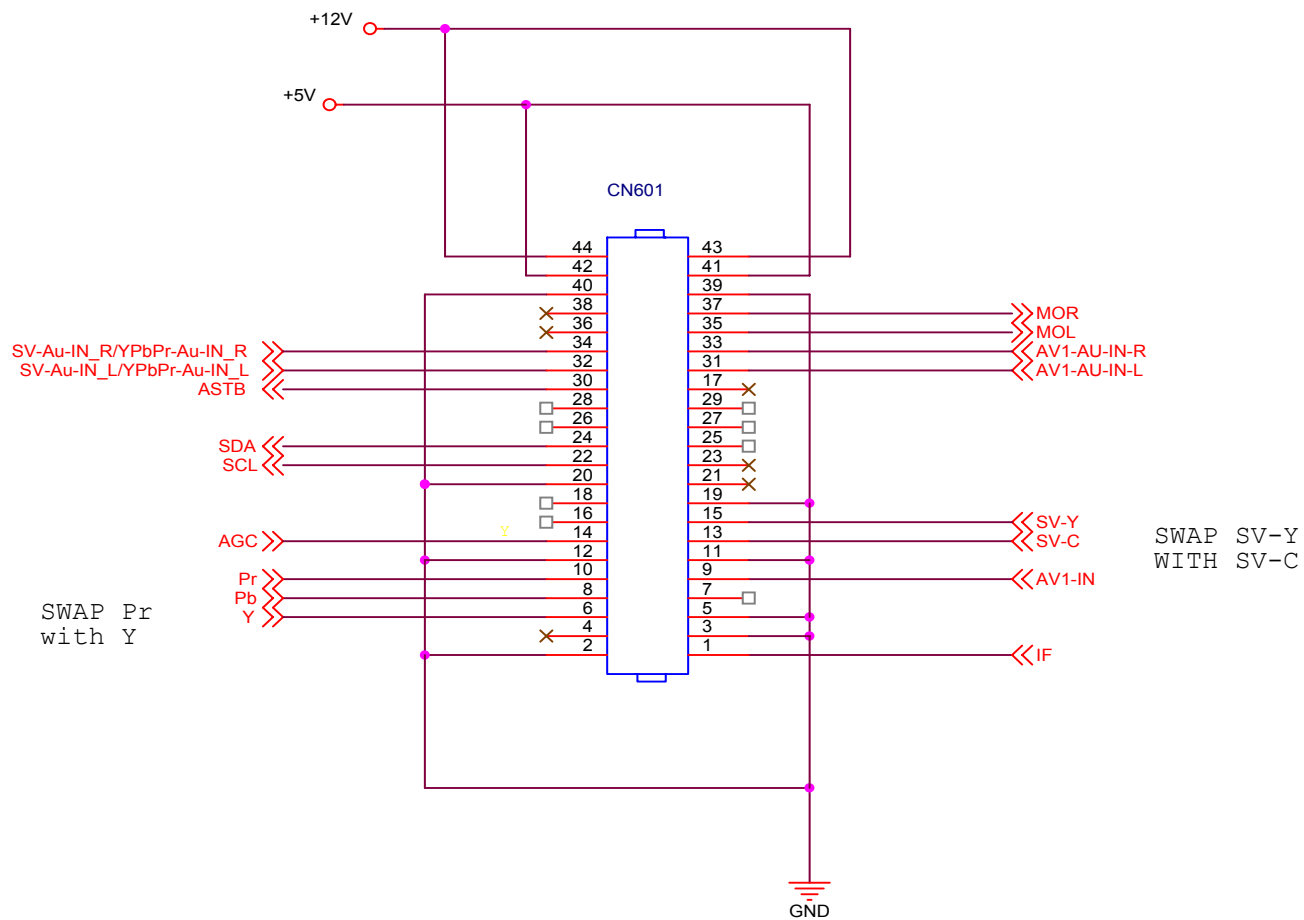 +12V
+5V
CN601
44 43
42 41
40 39
38 37 MOR
36 35 MOL
SV-Au-IN_R/YPbPr-Au-IN_R 34 33 AV1-AU-IN-R
SV-Au-IN_L/YPbPr-Au-IN_L 32 31 AV1-AU-IN-L
ASTB 30 17
28 29
26 27
SDA 24 25
SCL 22 23
20 21
18 19
16 15 SV-Y
Y
AGC 14 13 SV-C
12 11
Pr 10 9 AV1-IN
Pb 8 7
Y 6 5
4 3
2 1 IF
SWAP SV-Y
WITH SV-C
SWAP Pr
with Y
GND